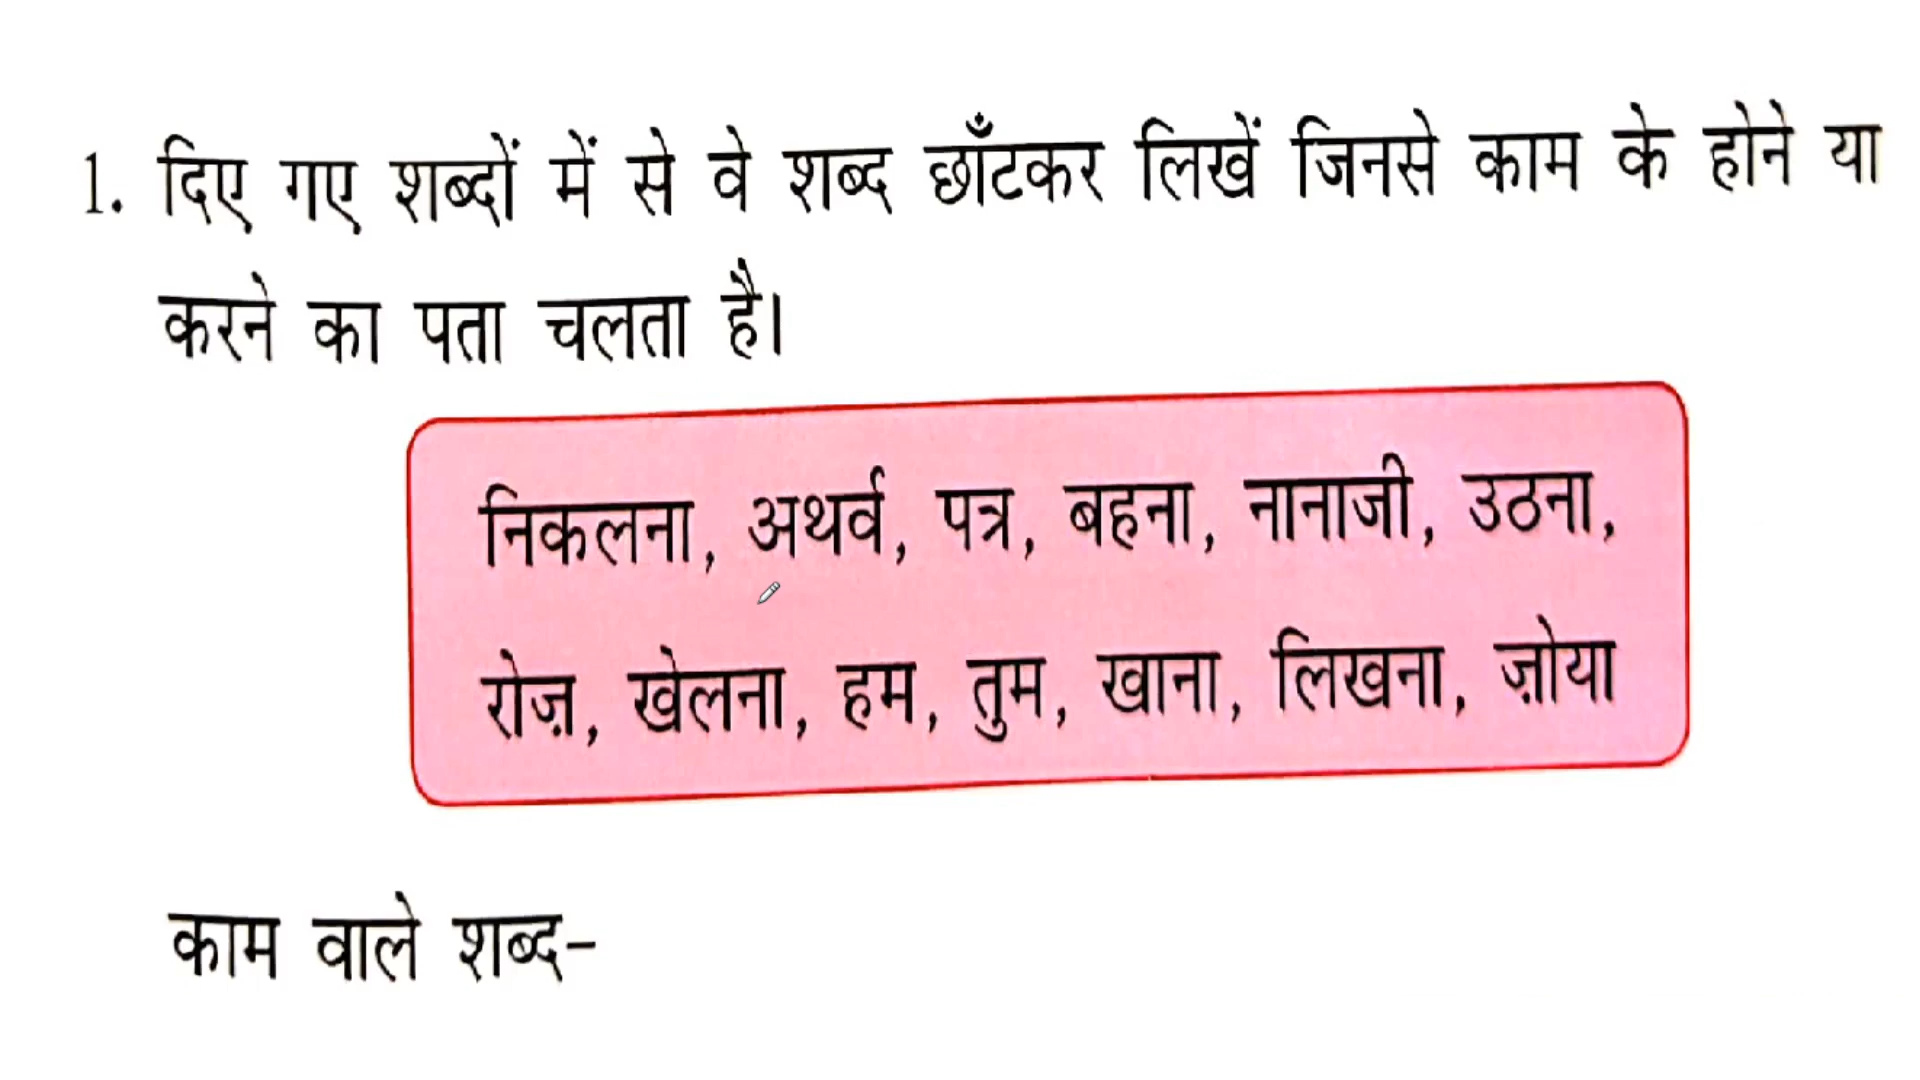 1. दिए गए शब्दों में से वे शब्द छाँटकर लिखें जिनसे काम के होने या
करने का पता चलता है।
निकलना, अथर्व, पत्र, बहना, नानाजी, उठना,
रोज़, खेलना, हम, तुम, खाना, लिखना, ज़ोया
काम वाले शब्द-